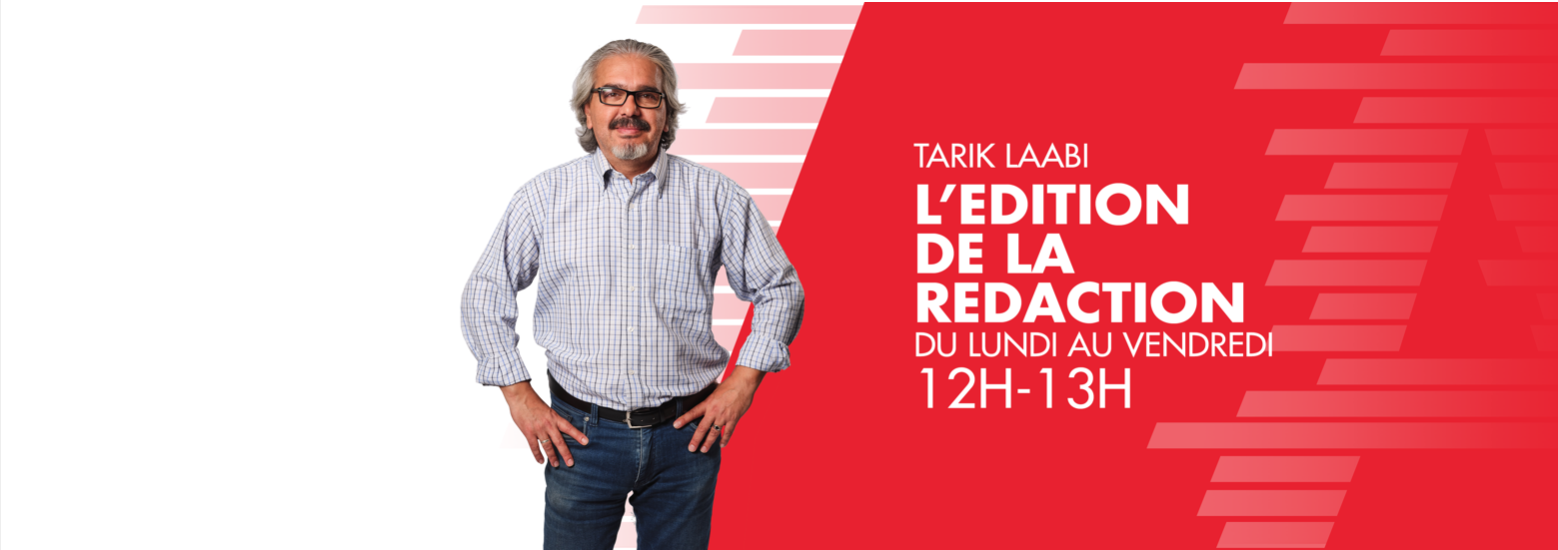 TARIK LAABI
L’EDITION
DE LA
REDACTION
DU LUNDI AU VENDREDI
12H-13H